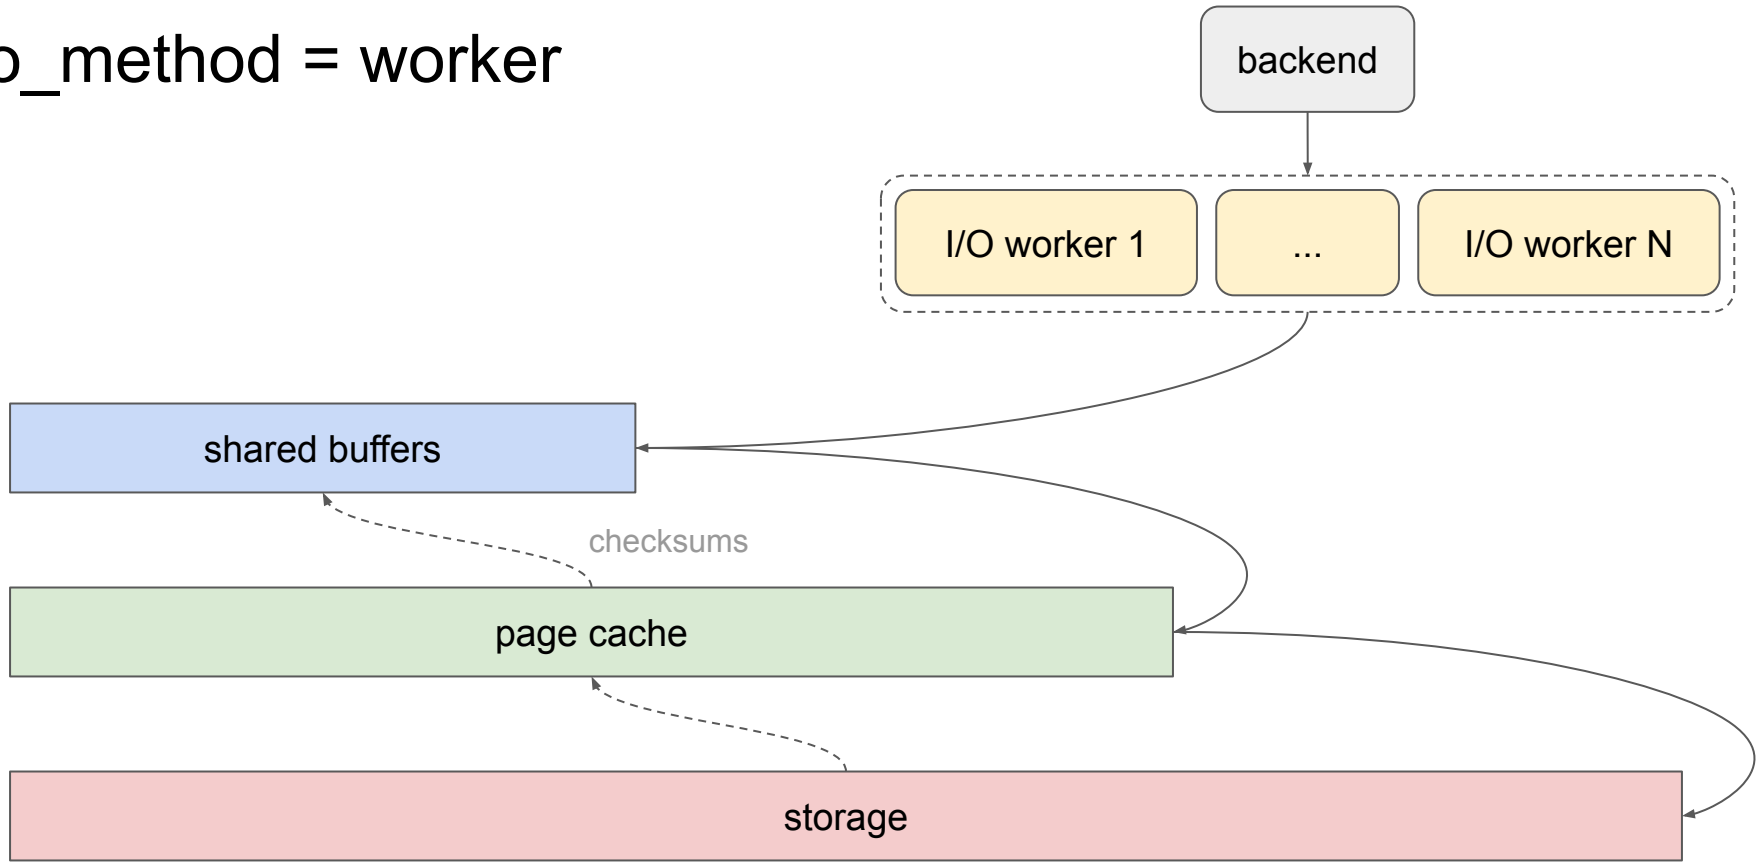 o_method = worker
backend
I/O worker 1
...
I/O worker N
shared buffers
checksums
page cache
storage